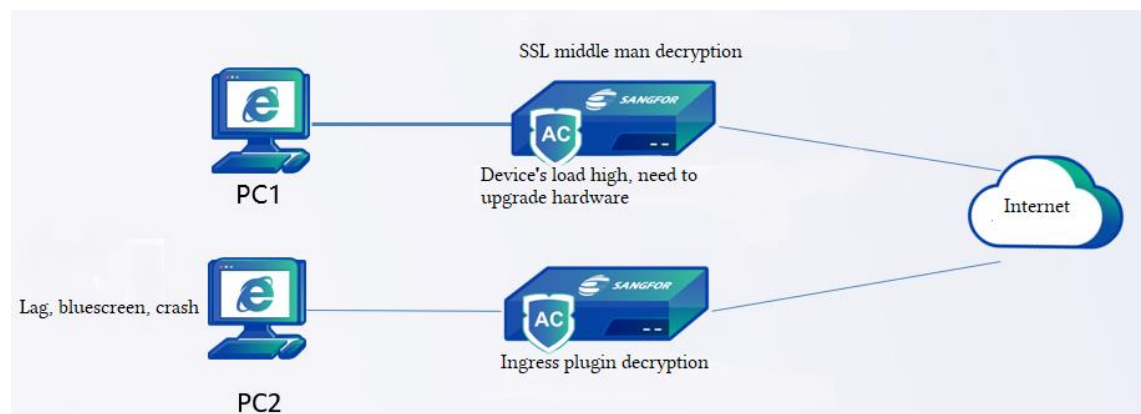 SSL middle man decryption
SANGFOR
AC
PC1
Device's load high, need to
upgrade hardware
Internet
SANGFOR
Lag, bluescreen, crash
AC
Ingress plugin decryption
PC2